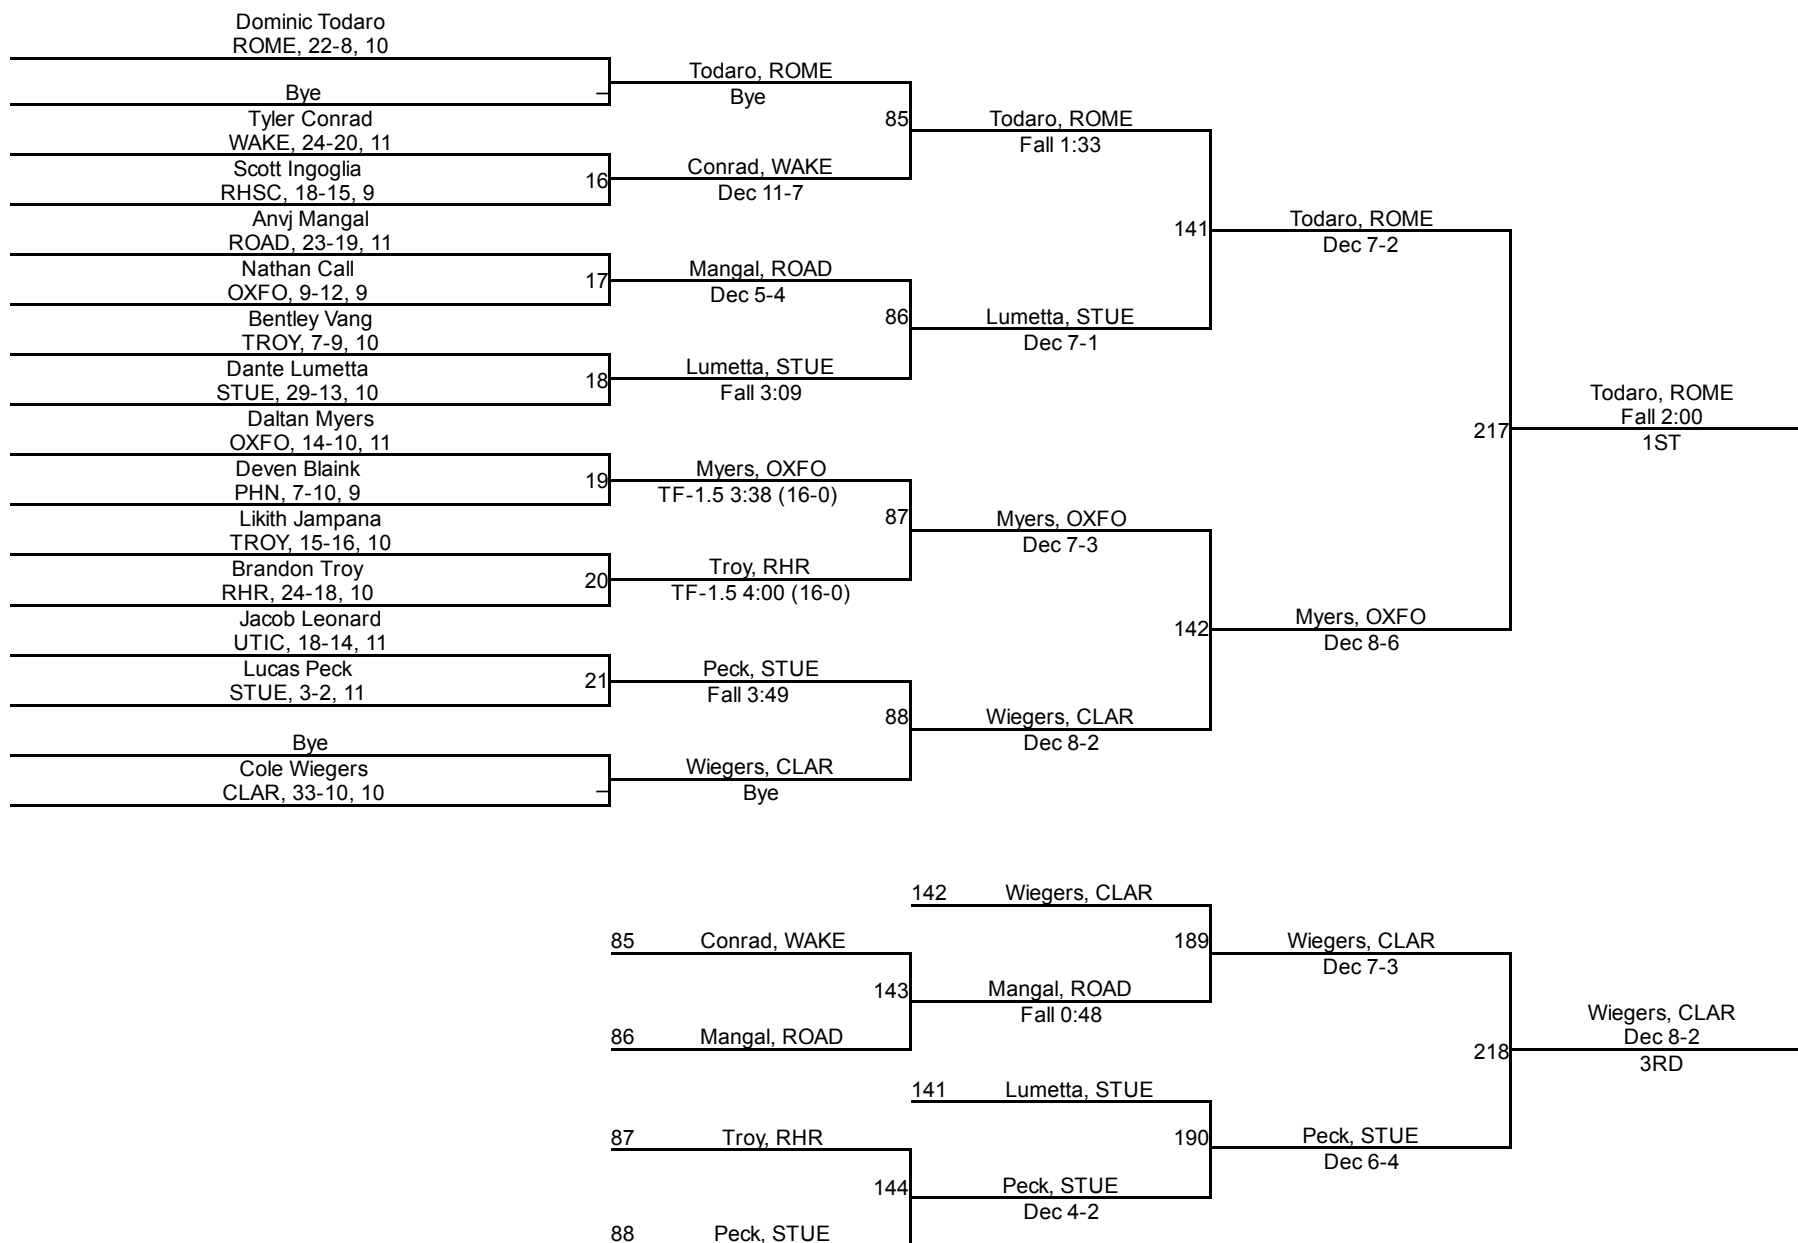 Dominic Todaro
ROME, 22-8, 10
Bye
–
Tyler Conrad
WAKE, 24-20, 11
Scott Ingoglia
RHSC, 18-15, 9
16
Anvj Mangal
ROAD, 23-19, 11
Nathan Call
OXFO, 9-12, 9
17
Bentley Vang
TROY, 7-9, 10
Dante Lumetta
STUE, 29-13, 10
18
Daltan Myers
OXFO, 14-10, 11
Deven Blaink
PHN, 7-10, 9
19
Likith Jampana
TROY, 15-16, 10
Brandon Troy
RHR, 24-18, 10
20
Jacob Leonard
UTIC, 18-14, 11
Lucas Peck
STUE, 3-2, 11
21
Bye
Cole Wiegers
CLAR, 33-10, 10
–
Todaro, ROME
Bye
85
Conrad, WAKE
Dec 11-7
Mangal, ROAD
Dec 5-4
86
Lumetta, STUE
Fall 3:09
Myers, OXFO
TF-1.5 3:38 (16-0)
87
Troy, RHR
TF-1.5 4:00 (16-0)
Peck, STUE
Fall 3:49
88
Wiegers, CLAR
Bye
Todaro, ROME
Fall 1:33
141
Lumetta, STUE
Dec 7-1
Myers, OXFO
Dec 7-3
142
Wiegers, CLAR
Dec 8-2
Todaro, ROME
Dec 7-2
217
Myers, OXFO
Dec 8-6
Todaro, ROME
Fall 2:00
1ST
142 Wiegers, CLAR
85 Conrad, WAKE
189
143
Mangal, ROAD
Fall 0:48
86 Mangal, ROAD
Wiegers, CLAR
Dec 7-3
218
141 Lumetta, STUE
87 Troy, RHR
190
144
Peck, STUE
Dec 4-2
88 Peck, STUE
Peck, STUE
Dec 6-4
Wiegers, CLAR
Dec 8-2
3RD